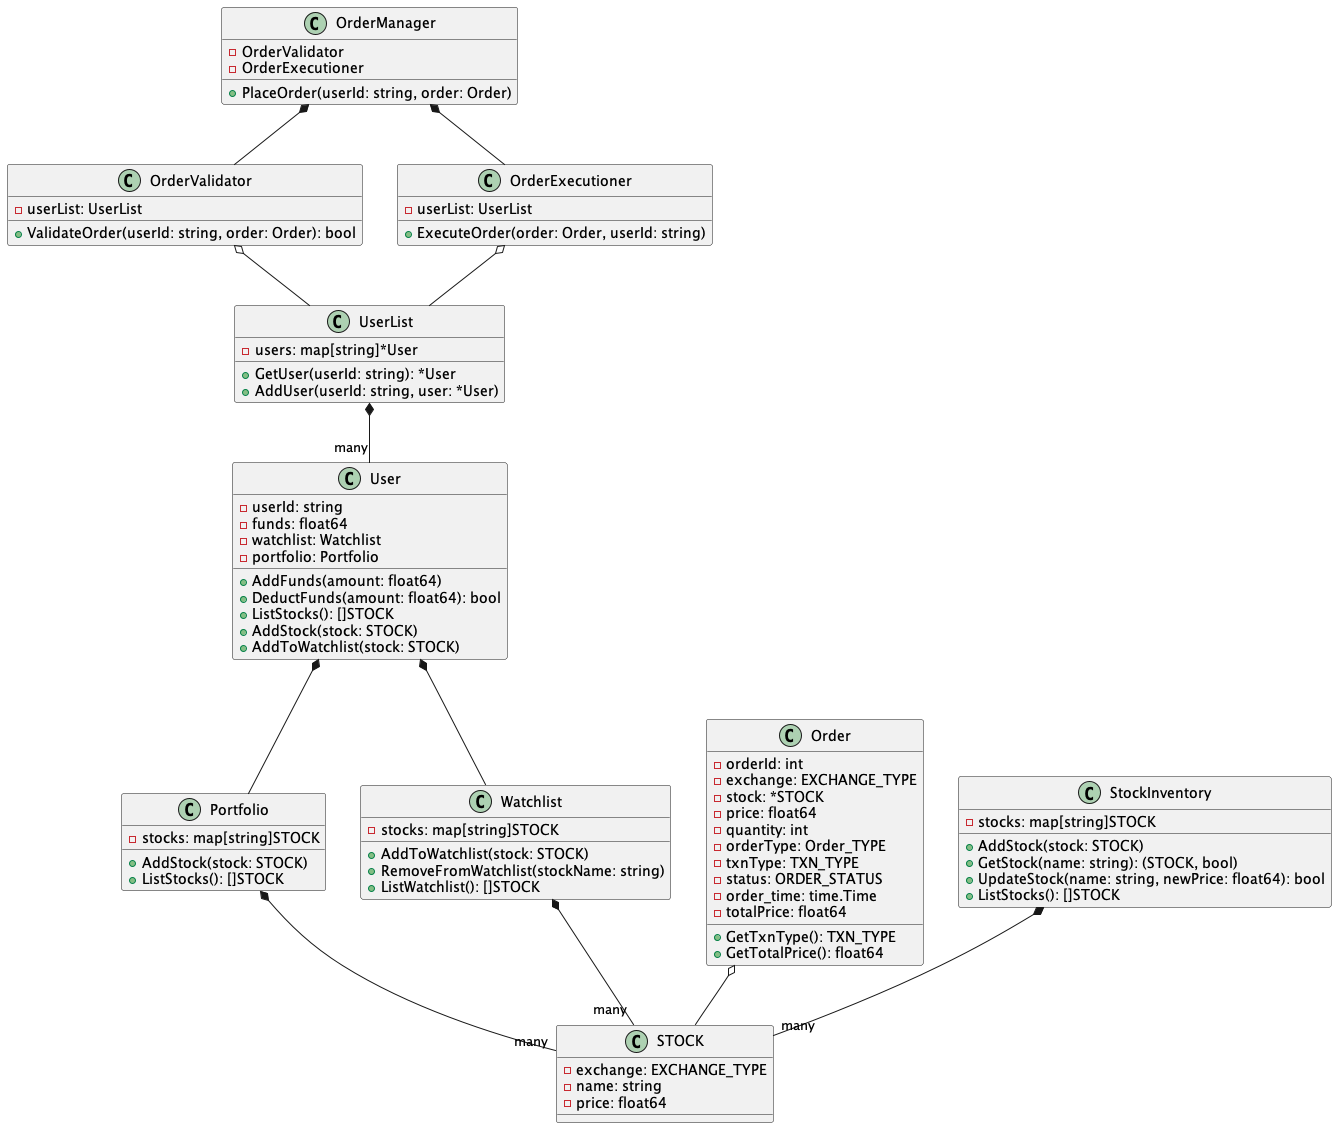 C OrderManager
OrderValidator
OrderExecutioner
PlaceOrder(userId: string, order: Order)
C OrderValidator
userList: UserList
ValidateOrder(userId: string, order: Order): bool
C OrderExecutioner
userList: UserList
ExecuteOrder(order: Order, userId: string)
C UserList
users: map[string]*User
GetUser(userId: string): *User
AddUser(userId: string, user: *User)
many
C User
userId: string
funds: float64
watchlist: Watchlist
portfolio: Portfolio
AddFunds(amount: float64)
DeductFunds(amount: float64): bool
ListStocks(): []STOCK
AddStock(stock: STOCK)
AddToWatchlist(stock: STOCK)
C Portfolio
stocks: map[string]STOCK
AddStock(stock: STOCK)
ListStocks(): []STOCK
C Watchlist
stocks: map[string]STOCK
AddToWatchlist(stock: STOCK)
RemoveFromWatchlist(stockName: string)
ListWatchlist(): []STOCK
C Order
orderId: int
exchange: EXCHANGE_TYPE
stock: *STOCK
price: float64
quantity: int
orderType: Order_TYPE
txnType: TXN_TYPE
status: ORDER_STATUS
order_time: time.Time
totalPrice: float64
GetTxnType(): TXN_TYPE
GetTotalPrice(): float64
C StockInventory
stocks: map[string]STOCK
AddStock(stock: STOCK)
GetStock(name: string): (STOCK, bool)
UpdateStock(name: string, newPrice: float64): bool
ListStocks(): []STOCK
many
many
many
C STOCK
exchange: EXCHANGE_TYPE
name: string
price: float64